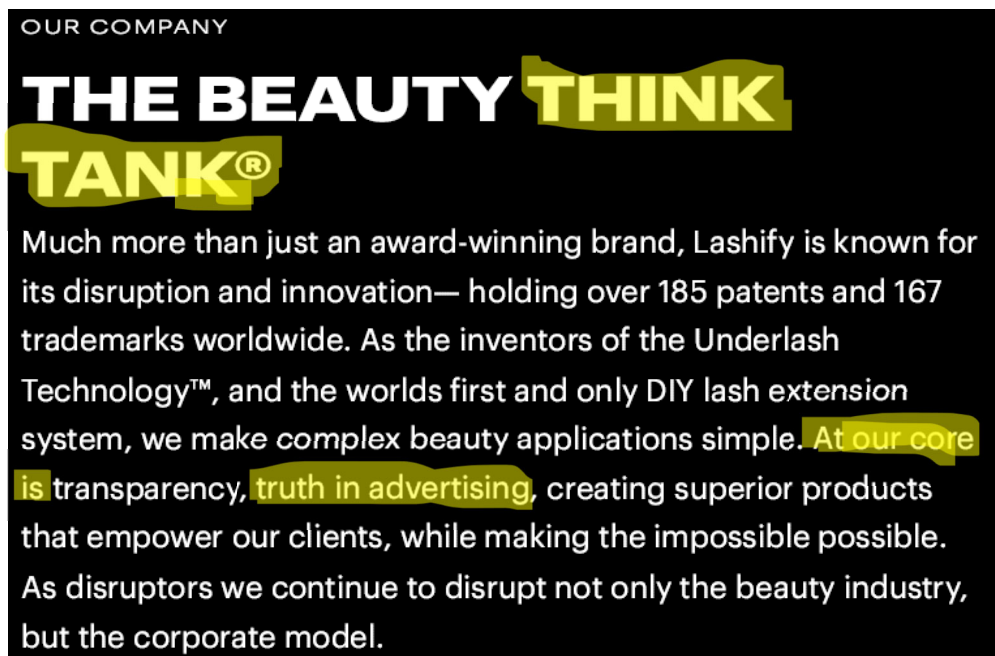 OUR COMPANY
THE BEAUTY THINK
TANK®
Much more than just an award-winning brand, Lashify is known for
its disruption and innovation— holding over 185 patents and 167
trademarks worldwide. As the inventors of the Underlash
Technology™, and the worlds first and only DIY lash extension
system, we make complex beauty applications simple. At our core
is transparency, truth in advertising, creating superior products
that empower our clients, while making the impossible possible.
As disruptors we continue to disrupt not only the beauty industry,
but the corporate model.